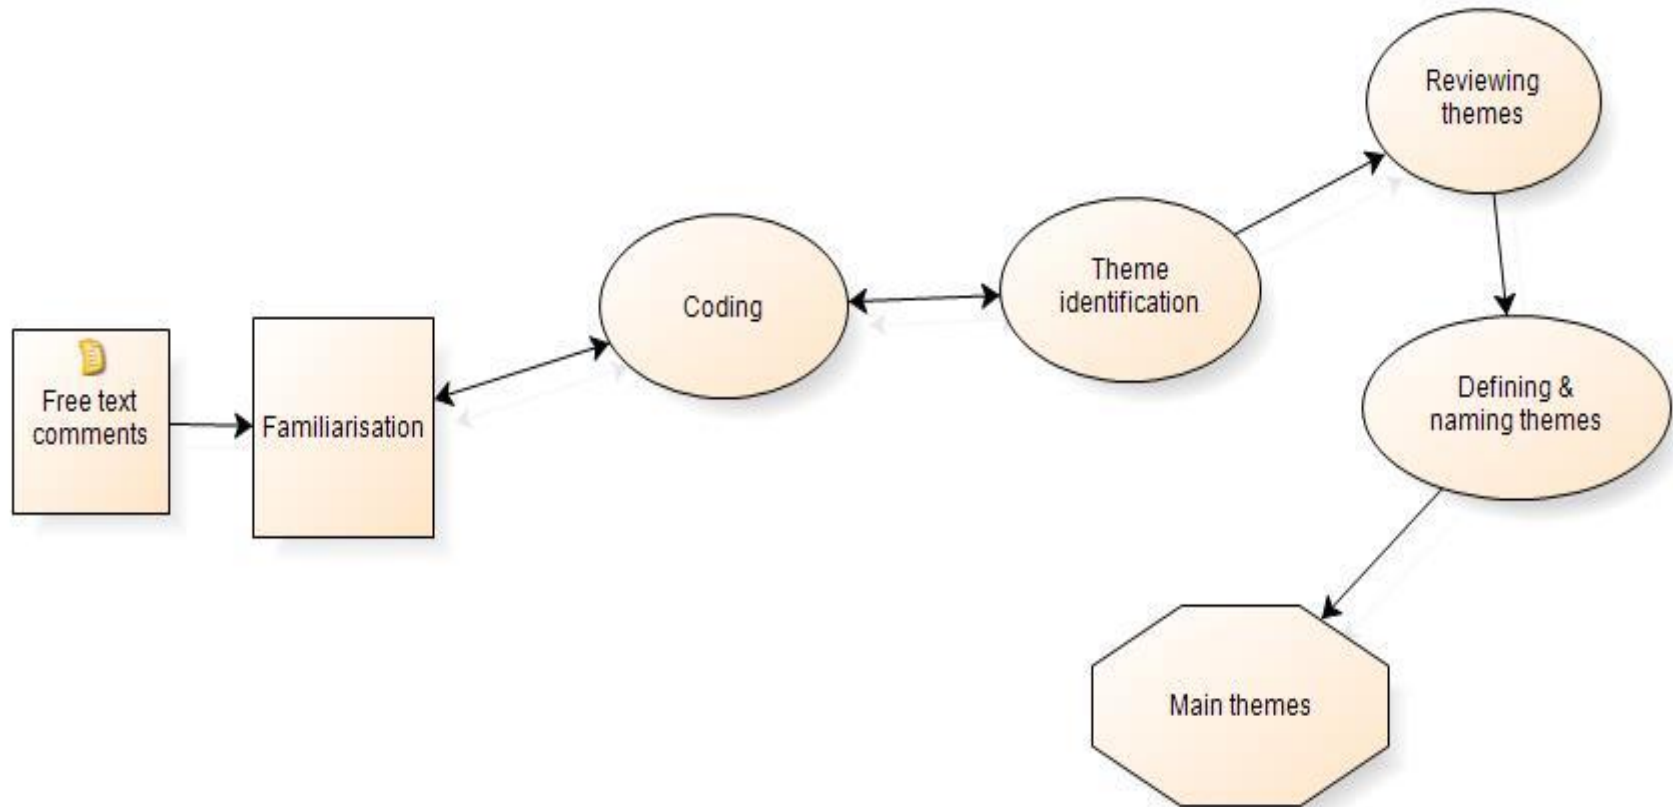 Free text
comments
Familiarisation
Coding
Theme
identification
Reviewing
themes
Defining &
naming themes
Main themes